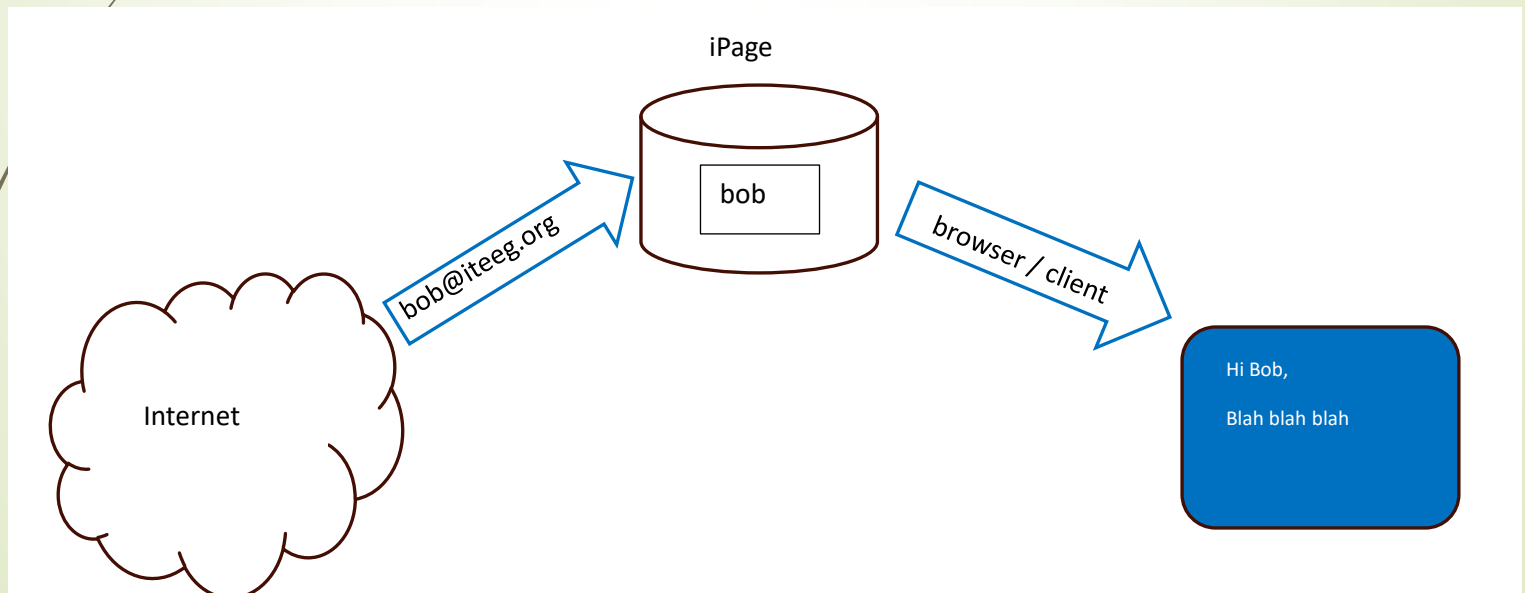 iPage
bob
bob@iteeg.org
browser / client
Internet
Hi Bob,
Blah blah blah